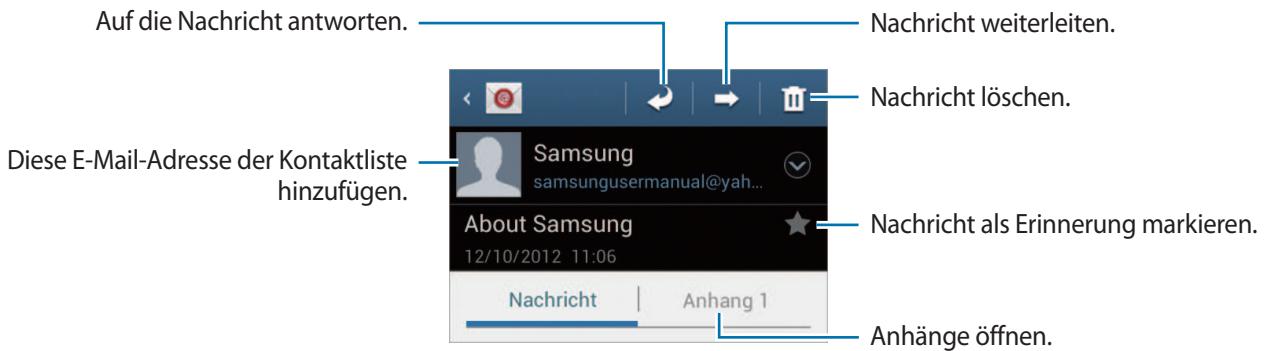 Auf die Nachricht antworten.
Nachricht weiterleiten.
Nachricht löschen.
Diese E-Mail-Adresse der Kontaktliste
hinzufügen.
Samsung
samsungusermanual@yah...
About Samsung
12/10/2012 11:06
Nachricht als Erinnerung markieren.
Nachricht
Anhang 1
Anhänge öffnen.